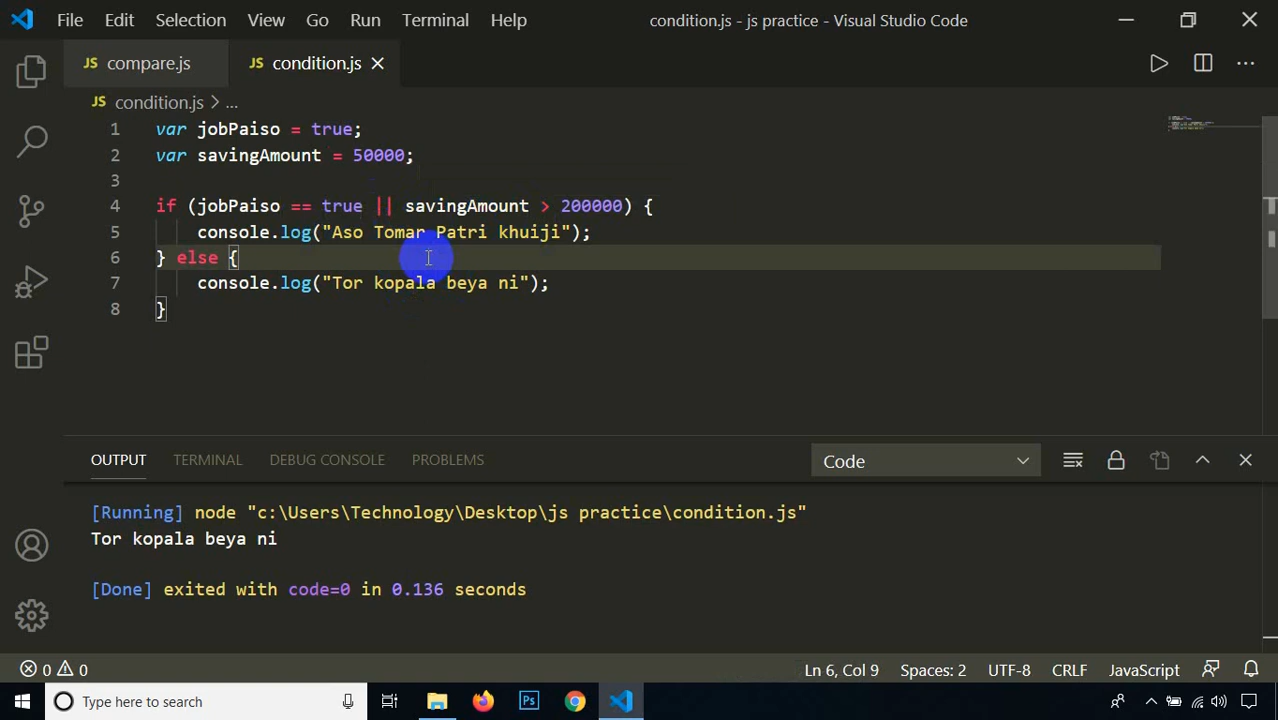 File Edit Selection View Go Run Terminal Help condition.js - js practice - Visual Studio Code
JS compare.js JS condition.js
JS condition.js > ...
1 var jobPaiso = true;
2 var savingAmount = 50000;
3
4 if (jobPaiso == true || savingAmount > 200000) {
5 console.log("Aso Tomar Patri khuiji");
6 } else {
7 console.log("Tor kopala beya ni");
8 }
OUTPUT TERMINAL DEBUG CONSOLE PROBLEMS Code
[Running] node "c:\Users\Technology\Desktop\js practice\condition.js"
Tor kopala beya ni
[Done] exited with code=0 in 0.136 seconds
0 0 Ln 6, Col 9 Spaces: 2 UTF-8 CRLF JavaScript
Type here to search Ps